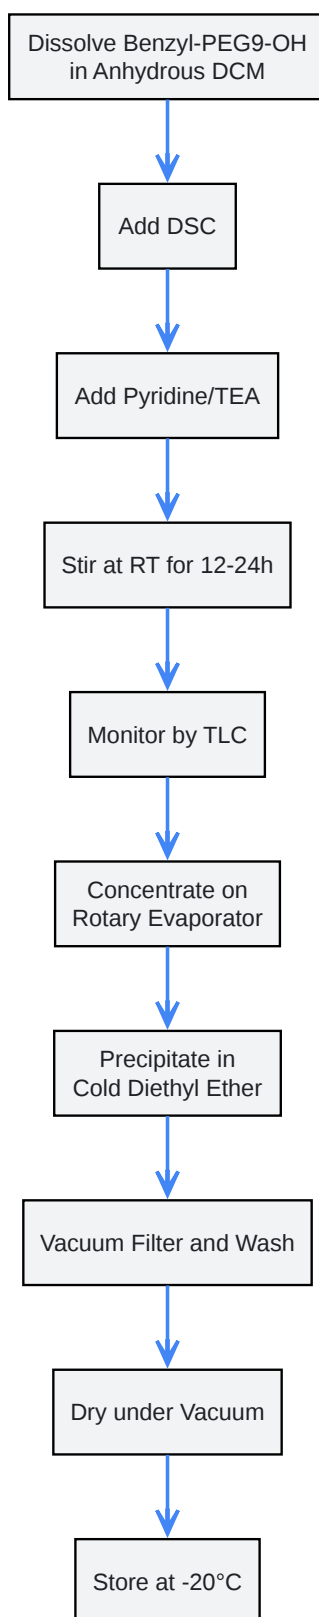 Dissolve Benzyl-PEG9-OH
in Anhydrous DCM
Add DSC
Add Pyridine/TEA
Stir at RT for 12-24h
Monitor by TLC
Concentrate on
Rotary Evaporator
Precipitate in
Cold Diethyl Ether
Vacuum Filter and Wash
Dry under Vacuum
Store at -20°C